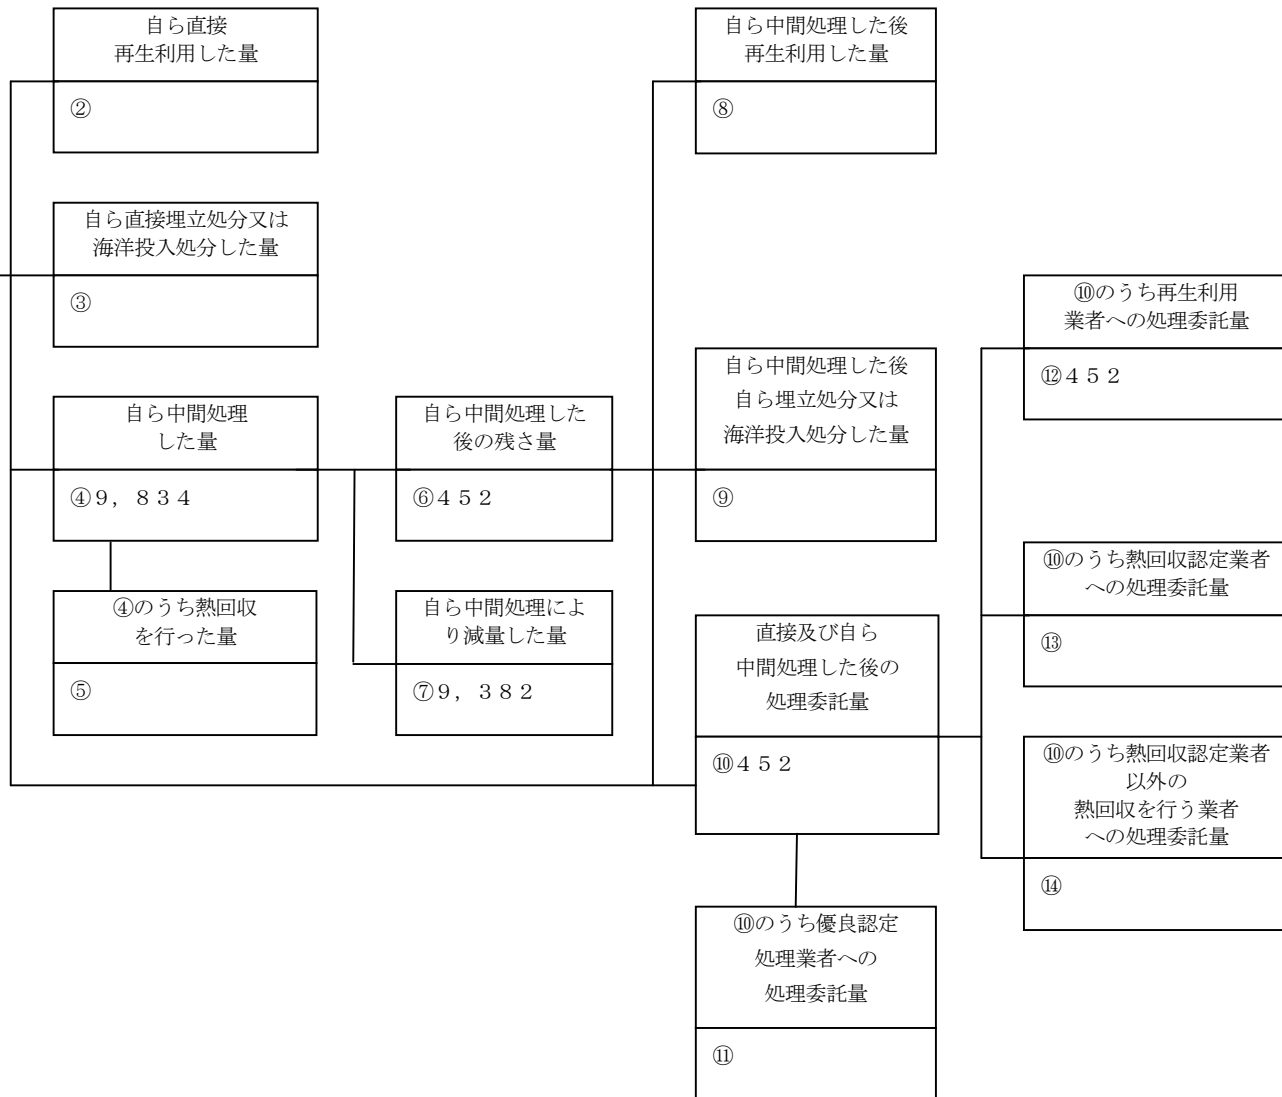 自ら直接
再生利用した量
②
自ら直接埋立処分又は
海洋投入処分した量
③
自ら中間処理
した量
④９，８３４
④のうち熱回収
を行った量
⑤
自ら中間処理した
後の残さ量
⑥４５２
自ら中間処理によ
り減量した量
⑦９，３８２
自ら中間処理した後
再生利用した量
⑧
自ら中間処理した後
自ら埋立処分又は
海洋投入処分した量
⑨
直接及び自ら
中間処理した後の
処理委託量
⑩４５２
⑩のうち優良認定
処理業者への
処理委託量
⑪
⑩のうち再生利用
業者への処理委託量
⑫４５２
⑩のうち熱回収認定業者
への処理委託量
⑬
⑩のうち熱回収認定業者
以外の
熱回収を行う業者
への処理委託量
⑭